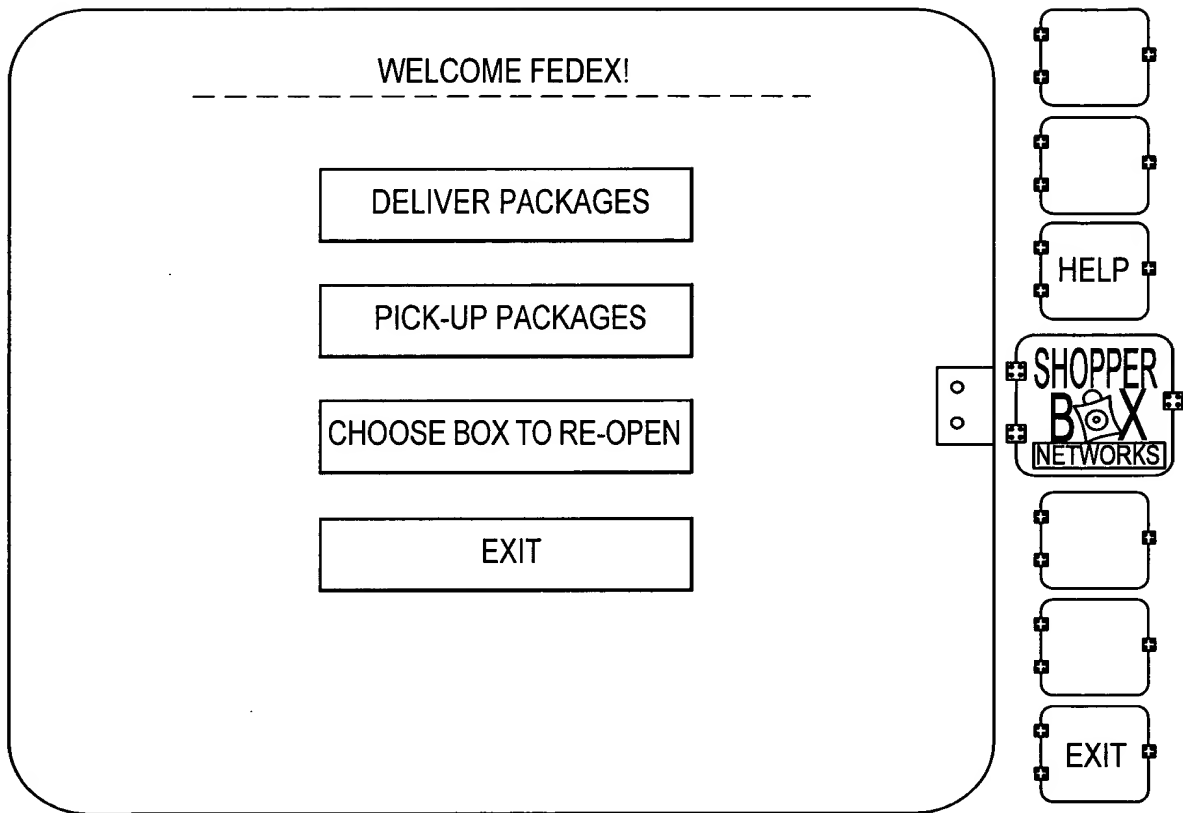 WELCOME FEDEX!
DELIVER PACKAGES
PICK-UP PACKAGES
CHOOSE BOX TO RE-OPEN
EXIT
HELP
SHOPPER
BOX
NETWORKS
EXIT